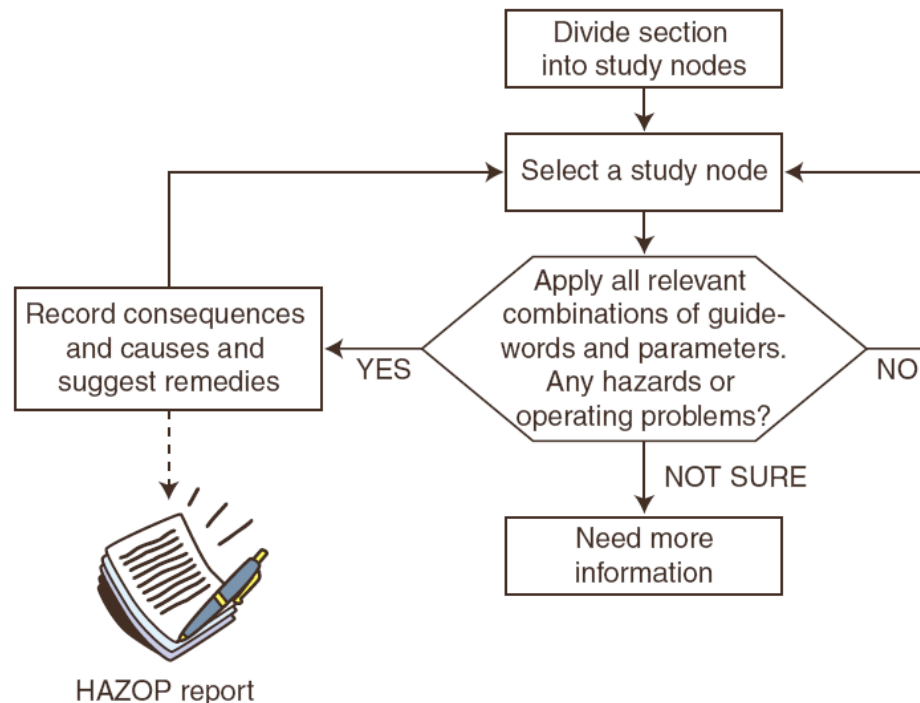 Divide section
into study nodes
Select a study node
Apply all relevant
combinations of guide-
words and parameters.
Any hazards or
operating problems?
YES
NO
Record consequences
and causes and
suggest remedies
NOT SURE
Need more
information
HAZOP report